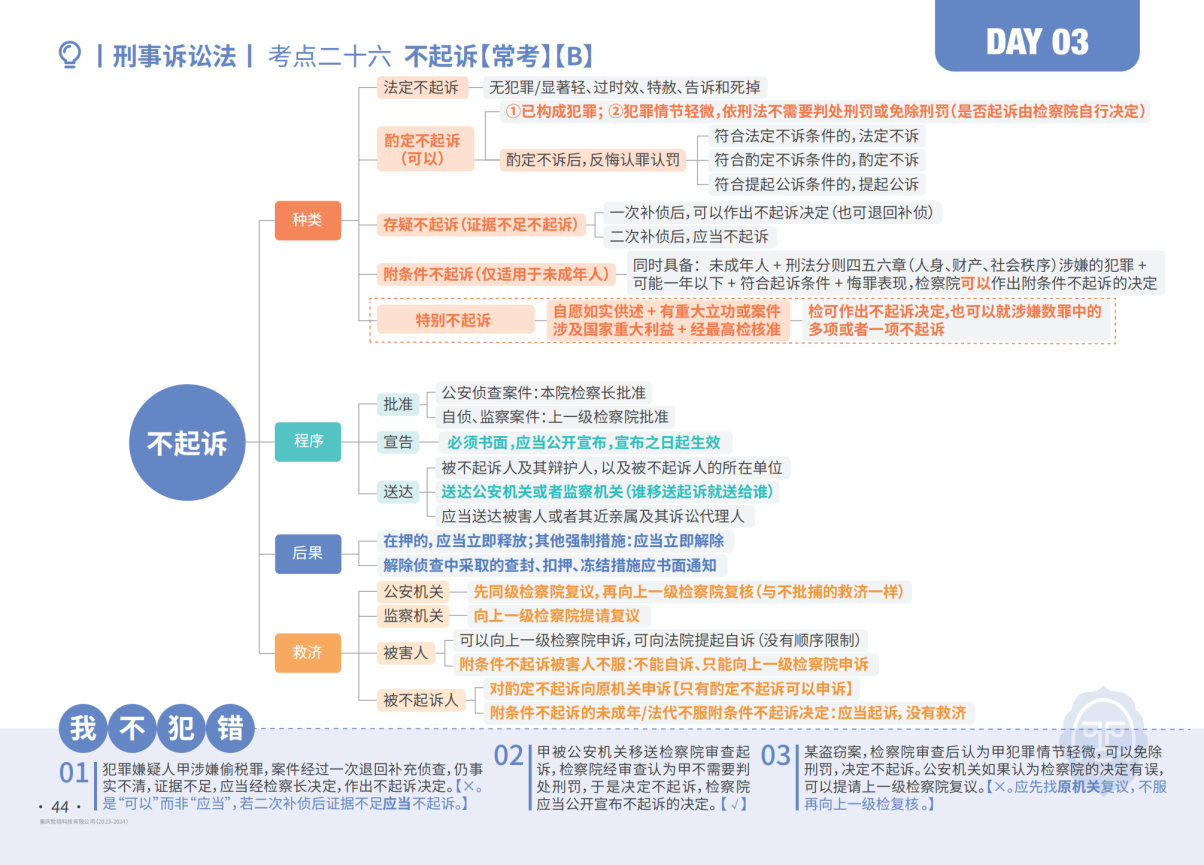 DAY 03
|刑事诉讼法| 考点二十六 不起诉【常考】【B】
不起诉
种类
法定不起诉
无犯罪/显著轻、过时效、特赦、告诉和死掉
酌定不起诉
(可以)
①已构成犯罪；②犯罪情节轻微，依刑法不需要判处刑罚或免除刑罚（是否起诉由检察院自行决定）
酌定不诉后，反悔认罪认罚
符合法定不诉条件的，法定不诉
符合酌定不诉条件的，酌定不诉
符合提起公诉条件的，提起公诉
存疑不起诉（证据不足不起诉）
一次补侦后，可以作出不起诉决定（也可退回补侦）
二次补侦后，应当不起诉
附条件不起诉（仅适用于未成年人）
同时具备：未成年人 + 刑法分则四五六章（人身、财产、社会秩序）涉嫌的犯罪 +
可能一年以下 + 符合起诉条件 + 悔罪表现，检察院可以作出附条件不起诉的决定
特别不起诉
自愿如实供述 + 有重大立功或案件
涉及国家重大利益 + 经最高检核准
检可作出不起诉决定，也可以就涉嫌数罪中的
多项或者一项不起诉
程序
批准
公安侦查案件：本院检察长批准
自侦、监察案件：上一级检察院批准
宣告
必须书面，应当公开宣布，宣布之日起生效
送达
被不起诉人及其辩护人，以及被不起诉人的所在单位
送达公安机关或者监察机关（谁移送起诉就送给谁）
应当送达被害人或者其近亲属及其诉讼代理人
后果
在押的，应当立即释放；其他强制措施：应当立即解除
解除侦查中采取的查封、扣押、冻结措施应书面通知
救济
公安机关
先同级检察院复议，再向上一级检察院复核（与不批捕的救济一样）
监察机关
向上一级检察院提请复议
被害人
可以向上一级检察院申诉，可向法院提起自诉（没有顺序限制）
附条件不起诉被害人不服：不能自诉、只能向上一级检察院申诉
被不起诉人
对酌定不起诉向原机关申诉【只有酌定不起诉可以申诉】
附条件不起诉的未成年/法代不服附条件不起诉决定：应当起诉，没有救济
我不犯错
01
犯罪嫌疑人甲涉嫌偷税罪，案件经过一次退回补充侦查，仍事
实不清，证据不足，应当经检察长决定，作出不起诉决定。【×。
是“可以”而非“应当”，若二次补侦后证据不足应当不起诉。】
02
甲被公安机关移送检察院审查起
诉，检察院经审查认为甲不需要判
处刑罚，于是决定不起诉，检察院
应当公开宣布不起诉的决定。【√】
03
某盗窃案，检察院审查后认为甲犯罪情节轻微，可以免除
刑罚，决定不起诉。公安机关如果认为检察院的决定有误，
可以提请上一级检察院复议。【×。应先找原机关复议，不服
再向上一级检复核。】
· 44 ·